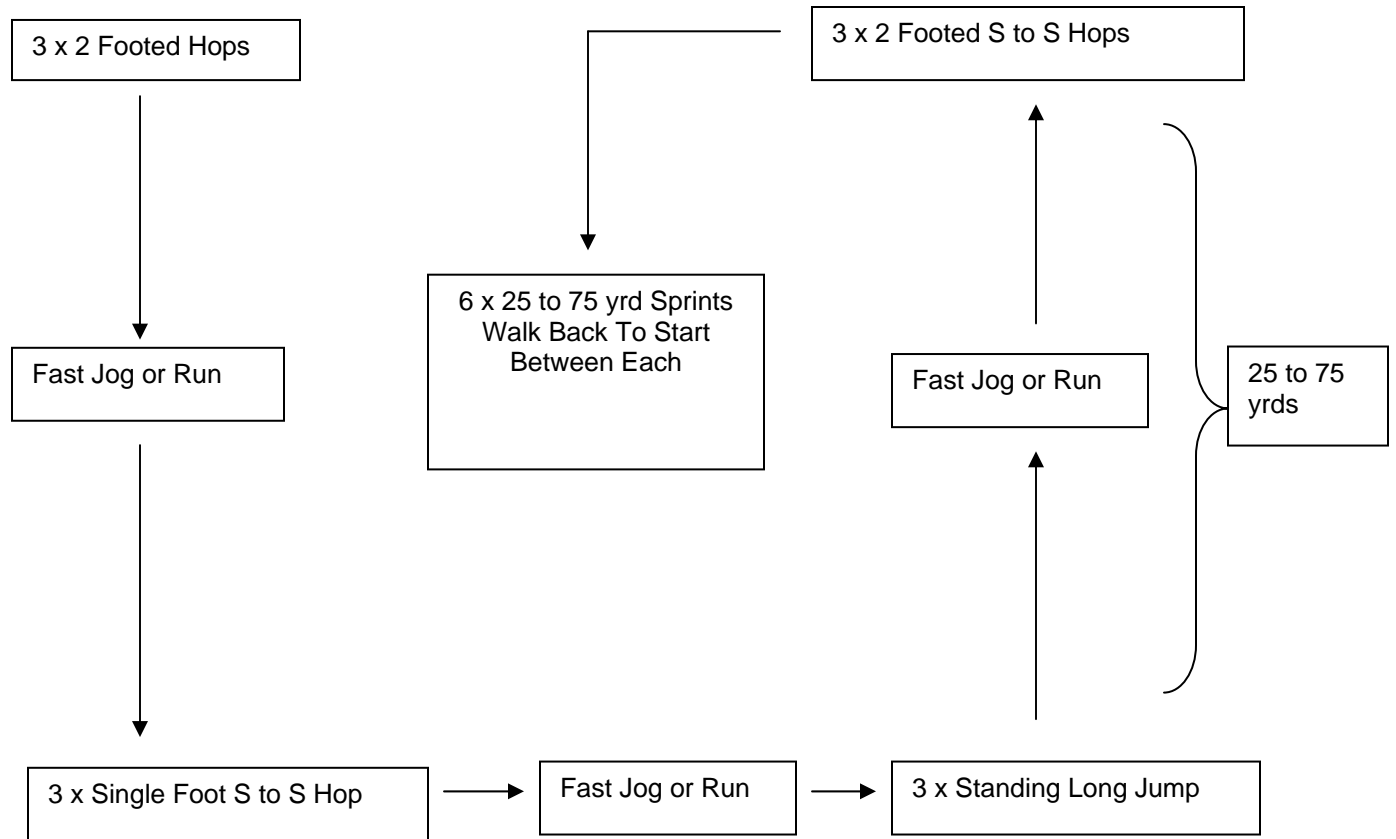 3 x 2 Footed Hops
3 x 2 Footed S to S Hops
6 x 25 to 75 yrd Sprints
Walk Back To Start
Between Each
Fast Jog or Run
Fast Jog or Run
25 to 75
yrds
3 x Single Foot S to S Hop
Fast Jog or Run
3 x Standing Long Jump